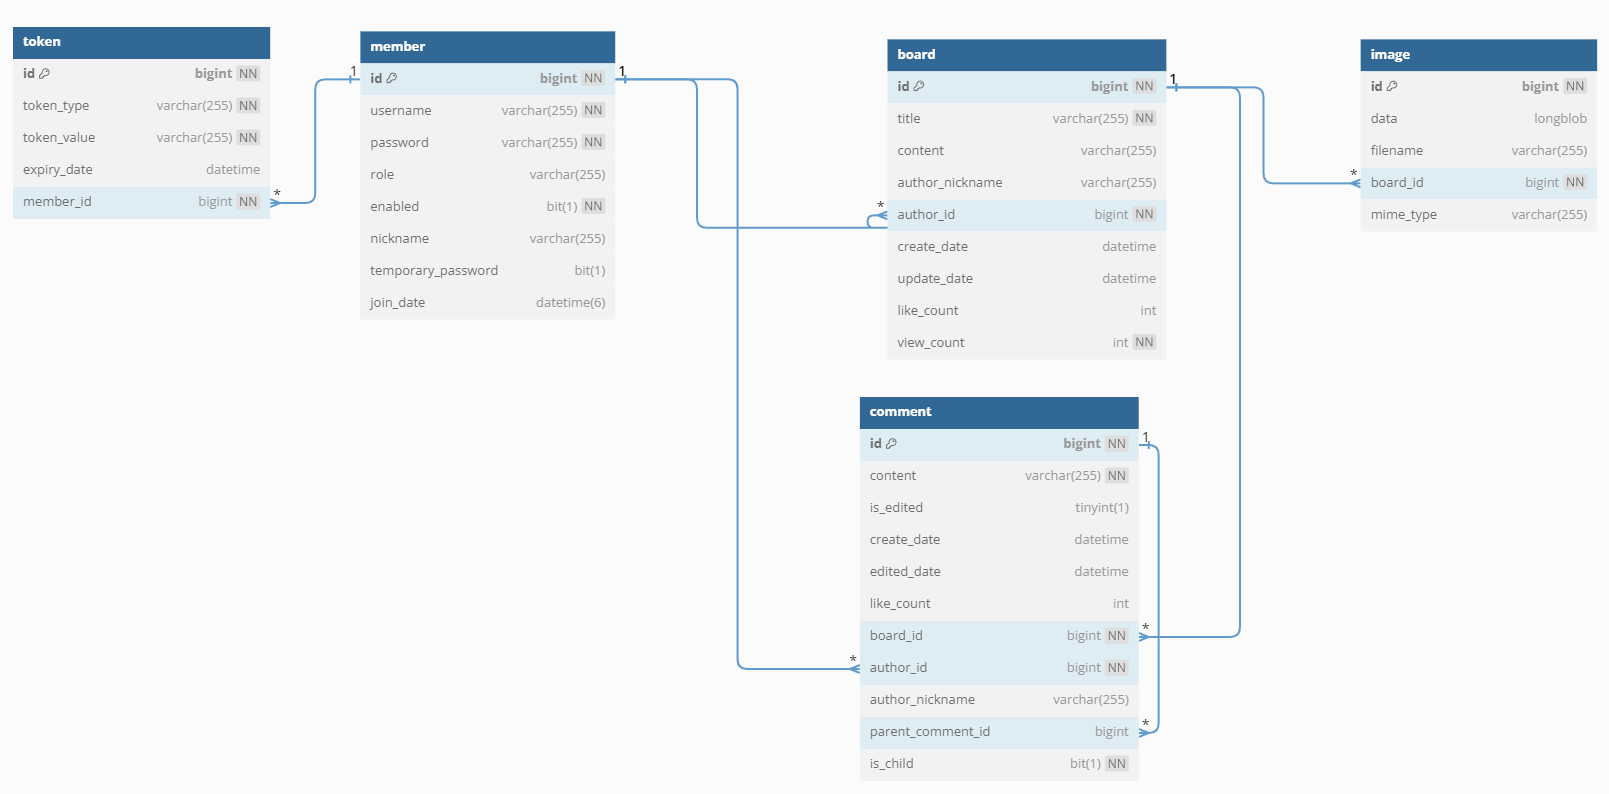 token
id bigint NN
token_type varchar(255) NN
token_value varchar(255) NN
expiry_date datetime
member_id bigint NN
*
1
member
id bigint NN
username varchar(255) NN
password varchar(255) NN
role varchar(255)
enabled bit(1) NN
nickname varchar(255)
temporary_password bit(1)
join_date datetime(6)
1
board
id bigint NN
title varchar(255) NN
content varchar(255)
author_nickname varchar(255)
* author_id bigint NN
create_date datetime
update_date datetime
like_count int
view_count int NN
1
image
id bigint NN
data longblob
filename varchar(255)
* board_id bigint NN
mime_type varchar(255)
comment
id bigint NN 1
content varchar(255) NN
is_edited tinyint(1)
create_date datetime
edited_date datetime
like_count int
board_id bigint NN *
* author_id bigint NN
author_nickname varchar(255)
parent_comment_id bigint *
is_child bit(1) NN